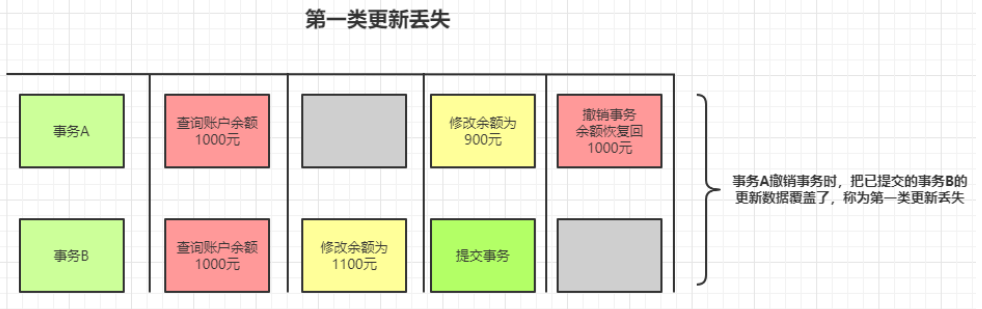 第一类更新丢失
事务A
查询账户余额
1000元
修改余额为
900元
撤销事务
余额恢复回
1000元
事务B
查询账户余额
1000元
修改余额为
1100元
提交事务
事务A撤销事务时，把已提交的事务B的
更新数据覆盖了，称为第一类更新丢失